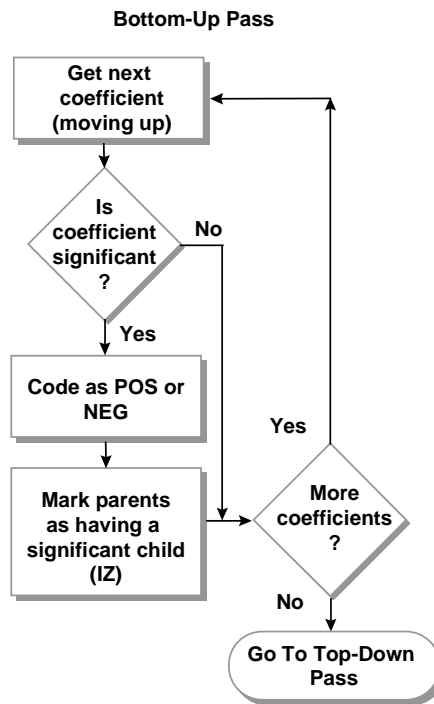 Bottom-Up Pass
Get next
coefficient
(moving up)
Is
coefficient
significant
?
No
Yes
Code as POS or
NEG
Mark parents
as having a
significant child
(IZ)
Yes
More
coefficients
?
No
Go To Top-Down
Pass